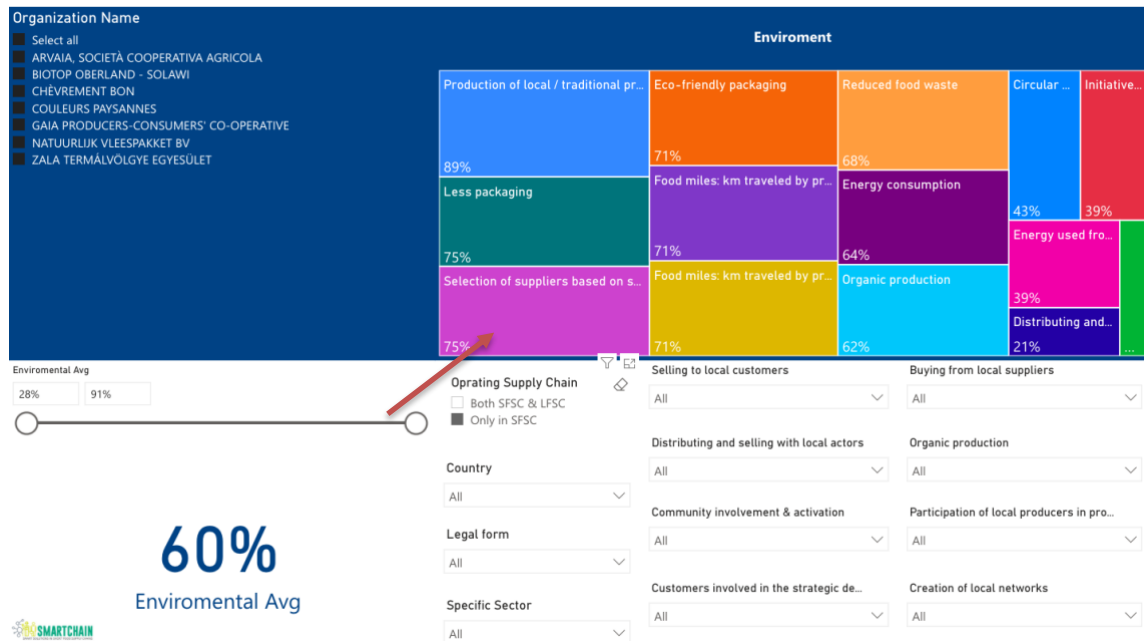 Organization Name
Select all
ARVAIA, SOCIETÀ COOPERATIVA AGRICOLA
BIOTOP OBERLAND - SOLAWI
CHÈVREMENT BON
COULEURS PAYSANNES
GAIA PRODUCERS-CONSUMERS' CO-OPERATIVE
NATUURLIJK VLEESPAKKET BV
ZALA TERMÁLVÖLGYE EGYESÜLET
Enviroment
Production of local / traditional pr...
89%
Less packaging
75%
Selection of suppliers based on s...
75%
Eco-friendly packaging
71%
Food miles: km traveled by pr...
71%
Food miles: km traveled by pr...
71%
Reduced food waste
68%
Energy consumption
64%
Organic production
62%
Circular ...
43%
Initiative...
39%
Energy used fro...
39%
Distributing and...
21%
...
Enviromental Avg
28%
91%
60%
Enviromental Avg
SMARTCHAIN
Oprating Supply Chain
Both SFSC & LFSC
Only in SFSC
Country
All
Legal form
All
Specific Sector
All
Selling to local customers
All
Buying from local suppliers
All
Distributing and selling with local actors
All
Organic production
All
Community involvement & activation
All
Participation of local producers in pro...
All
Customers involved in the strategic de...
All
Creation of local networks
All